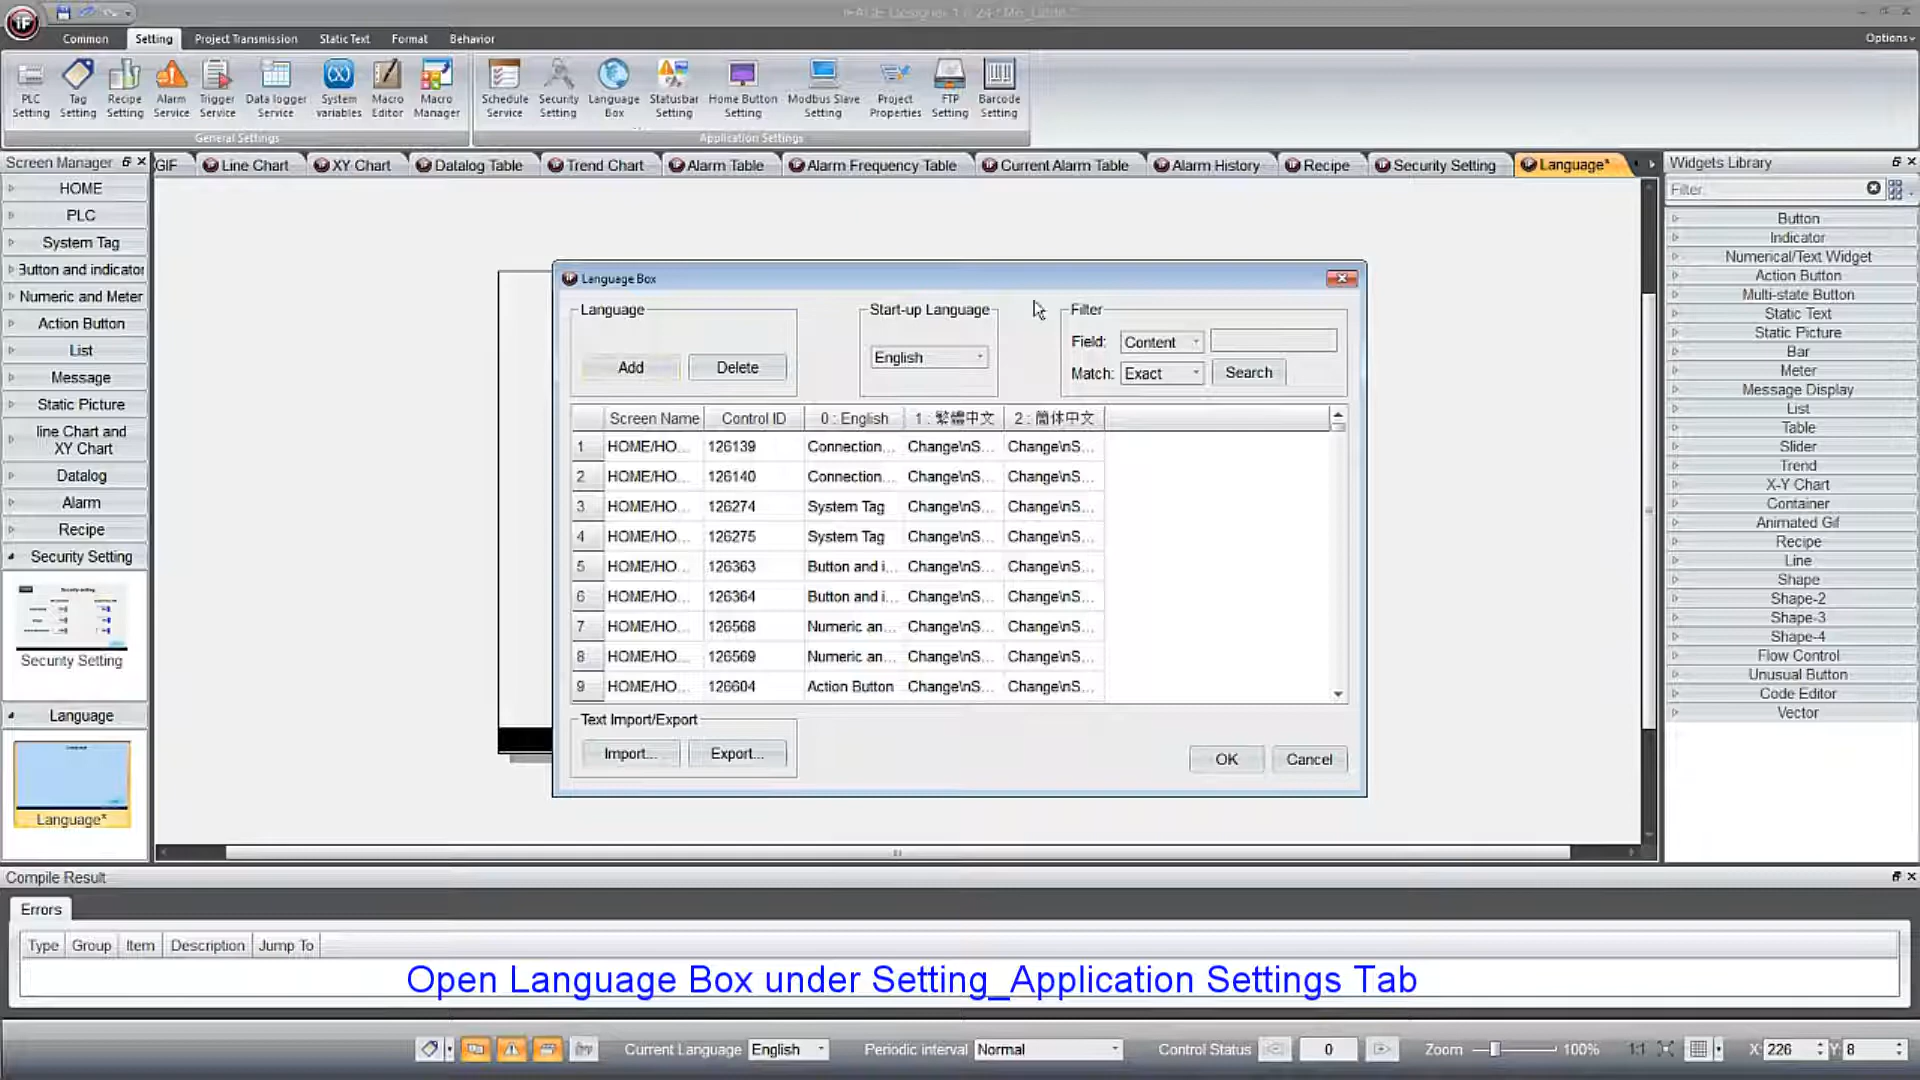 Common Setting Project Transmission Static Text Format Behavior Options
PLC Setting
Tag Setting
Recipe Setting
Alarm Service
Trigger Service
Data logger Service
System variables
Macro Editor
Macro Manager
Schedule Service
Security Setting
Language Box
Statusbar Setting
Home Button Setting
Modbus Slave Setting
Project Properties
FTP Setting
Barcode Setting
General Settings
Application Settings
Screen Manager
GIF Line Chart XY Chart Datalog Table Trend Chart Alarm Table Alarm Frequency Table Current Alarm Table Alarm History Recipe Security Setting Language*
Widgets Library
HOME
PLC
System Tag
Button and indicator
Numeric and Meter
Action Button
List
Message
Static Picture
line Chart and
XY Chart
Datalog
Alarm
Recipe
Security Setting
Security Setting
Language
Language*
Language Box
Language
Add Delete
Start-up Language
English
Filter
Field: Content
Match: Exact Search
Screen Name Control ID 0 : English 1 : 繁體中文 2 : 簡体中文
1 HOME/HO... 126139 Connection... Change\nS... Change\nS...
2 HOME/HO... 126140 Connection... Change\nS... Change\nS...
3 HOME/HO... 126274 System Tag Change\nS... Change\nS...
4 HOME/HO... 126275 System Tag Change\nS... Change\nS...
5 HOME/HO... 126363 Button and i... Change\nS... Change\nS...
6 HOME/HO... 126364 Button and i... Change\nS... Change\nS...
7 HOME/HO... 126568 Numeric an... Change\nS... Change\nS...
8 HOME/HO... 126569 Numeric an... Change\nS... Change\nS...
9 HOME/HO... 126604 Action Button Change\nS... Change\nS...
Text Import/Export
Import... Export...
OK Cancel
Filter
Button
Indicator
Numerical/Text Widget
Action Button
Multi-state Button
Static Text
Static Picture
Bar
Meter
Message Display
List
Table
Slider
Trend
X-Y Chart
Container
Animated Gif
Recipe
Line
Shape
Shape-2
Shape-3
Shape-4
Flow Control
Unusual Button
Code Editor
Vector
Compile Result
Errors
Type Group Item Description Jump To
Open Language Box under Setting_Application Settings Tab
Current Language English Periodic interval Normal Control Status 0 Zoom 100% 1:1 X: 226 Y: 8